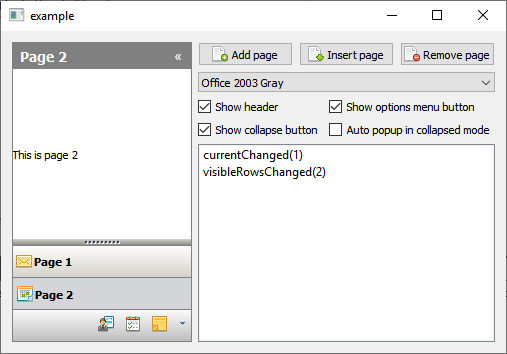 example
Page 2 «
This is page 2
Page 1
Page 2
Add page
Insert page
Remove page
Office 2003 Gray
Show header
Show options menu button
Show collapse button
Auto popup in collapsed mode
currentChanged(1)
visibleRowsChanged(2)